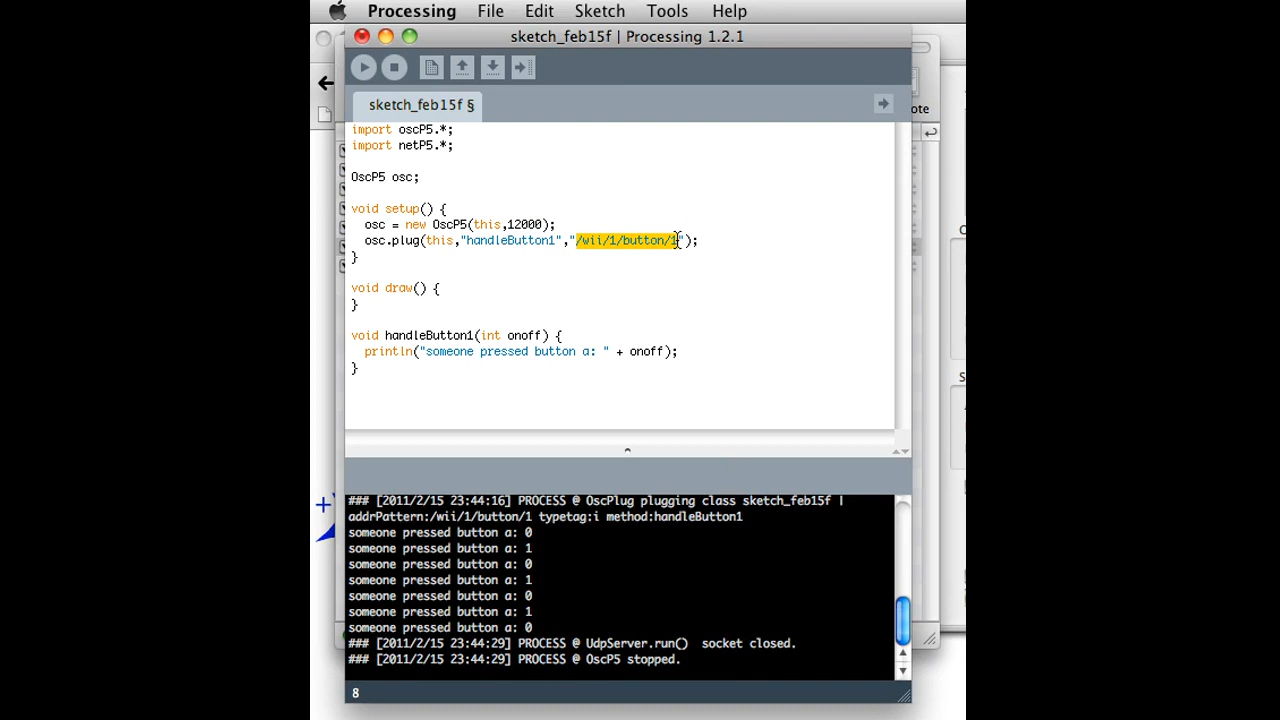 Processing File Edit Sketch Tools Help
sketch_feb15f | Processing 1.2.1
sketch_feb15f §
ote
import oscP5.*;
import netP5.*;
OscP5 osc;
void setup() {
osc = new OscP5(this,12000);
osc.plug(this,"handleButton1","/wii/1/button/1");
}
void draw() {
}
void handleButton1(int onoff) {
println("someone pressed button a: " + onoff);
}
### [2011/2/15 23:44:16] PROCESS @ OscPlug plugging class sketch_feb15f |
addrPattern:/wii/1/button/1 typetag:i method:handleButton1
someone pressed button a: 0
someone pressed button a: 1
someone pressed button a: 0
someone pressed button a: 1
someone pressed button a: 0
someone pressed button a: 1
someone pressed button a: 0
### [2011/2/15 23:44:29] PROCESS @ UdpServer.run()  socket closed.
### [2011/2/15 23:44:29] PROCESS @ OscP5 stopped.
8